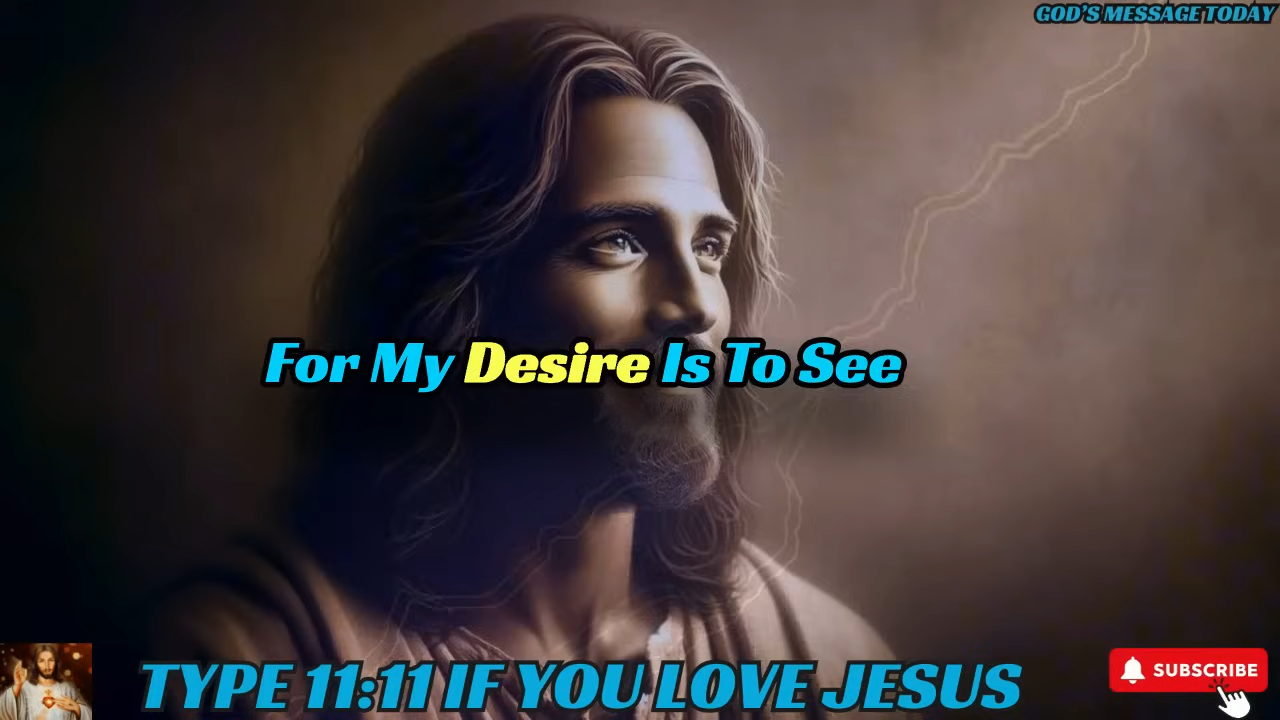 GOD'S MESSAGE TODAY
For My Desire Is To See
TYPE 11:11 IF YOU LOVE JESUS
SUBSCRIBE